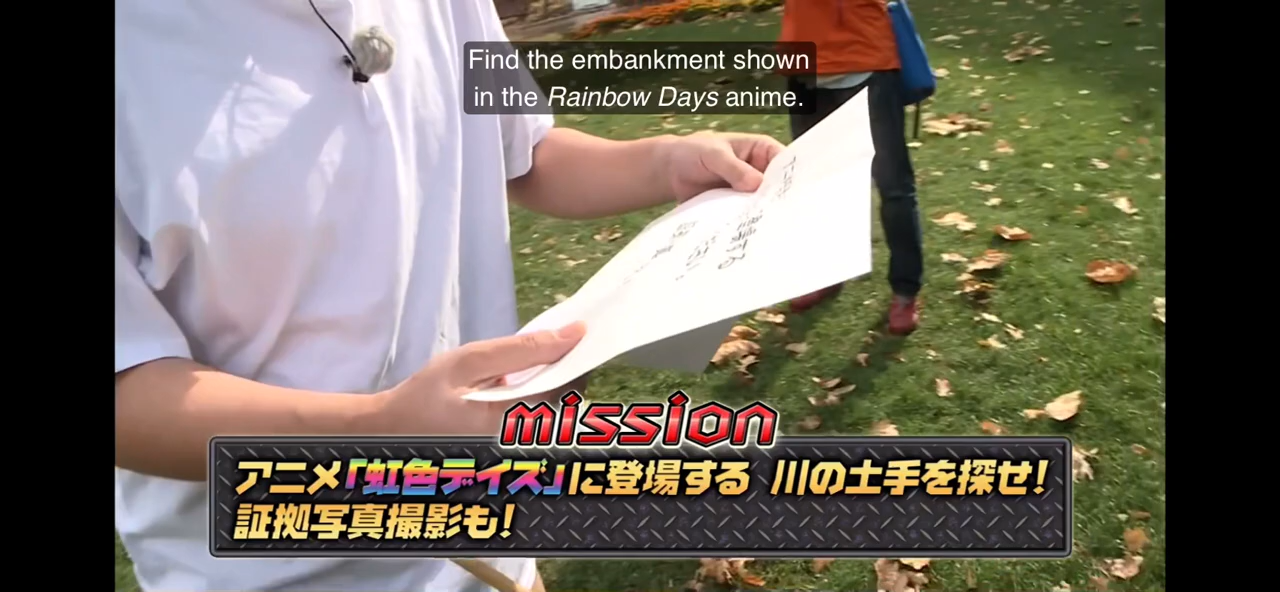 Find the embankment shown
in the Rainbow Days anime.
mission
アニメ「虹色デイズ」に登場する 川の土手を探せ!
証拠写真撮影も!